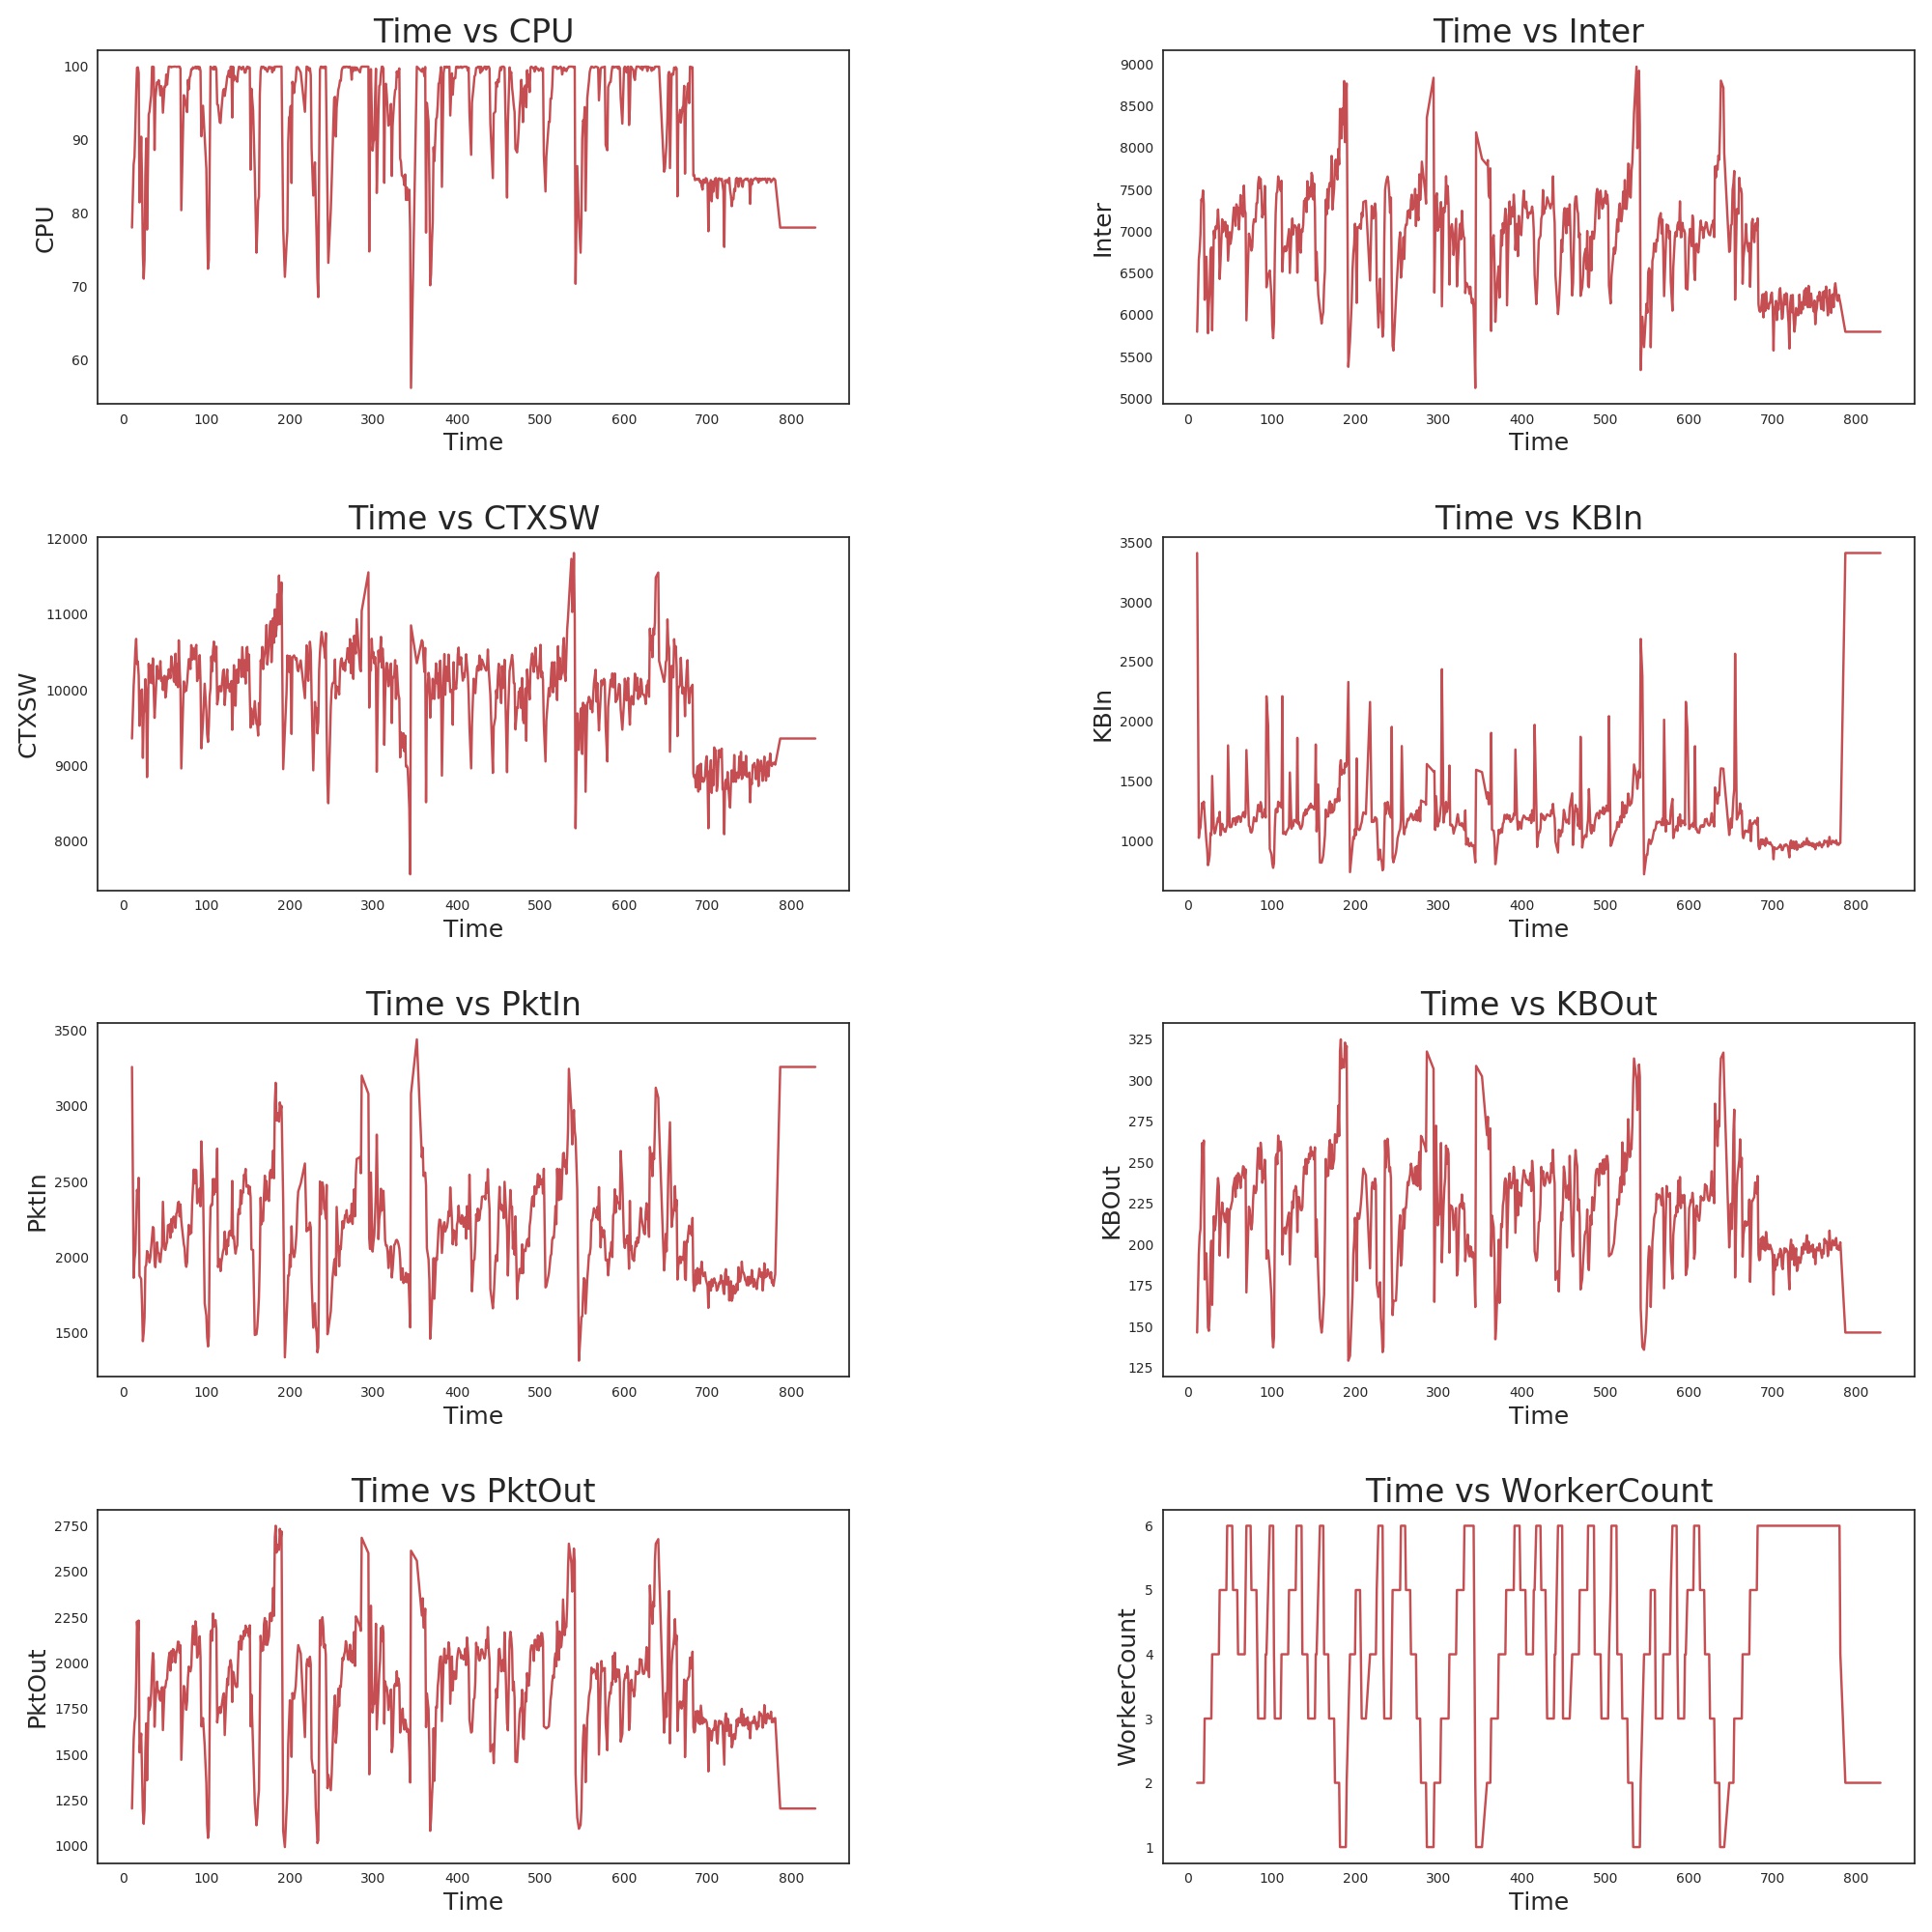 Time vs CPU
CPU
100
90
80
70
60
0 100 200 300 400 500 600 700 800
Time
Time vs Inter
Inter
9000
8500
8000
7500
7000
6500
6000
5500
5000
0 100 200 300 400 500 600 700 800
Time
Time vs CTXSW
CTXSW
12000
11000
10000
9000
8000
0 100 200 300 400 500 600 700 800
Time
Time vs KBIn
KBIn
3500
3000
2500
2000
1500
1000
0 100 200 300 400 500 600 700 800
Time
Time vs PktIn
PktIn
3500
3000
2500
2000
1500
0 100 200 300 400 500 600 700 800
Time
Time vs KBOut
KBOut
325
300
275
250
225
200
175
150
125
0 100 200 300 400 500 600 700 800
Time
Time vs PktOut
PktOut
2750
2500
2250
2000
1750
1500
1250
1000
0 100 200 300 400 500 600 700 800
Time
Time vs WorkerCount
WorkerCount
6
5
4
3
2
1
0 100 200 300 400 500 600 700 800
Time